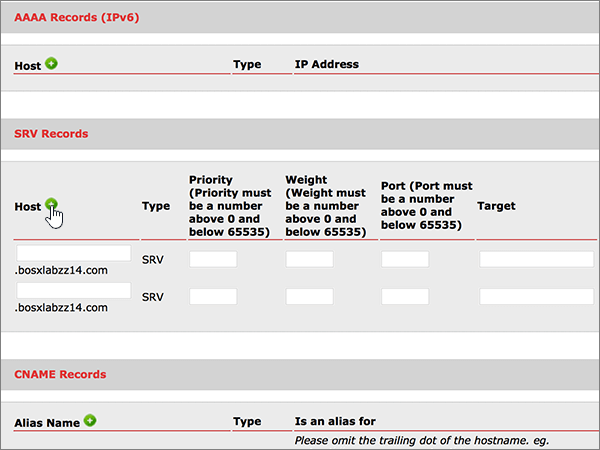 AAAA Records (IPv6)
Host Type IP Address
SRV Records
Host Type Priority (Priority must be a number above 0 and below 65535) Weight (Weight must be a number above 0 and below 65535) Port (Port must be a number above 0 and below 65535) Target
.bosxlabzz14.com SRV
.bosxlabzz14.com SRV
CNAME Records
Alias Name Type Is an alias for
Please omit the trailing dot of the hostname. eg.